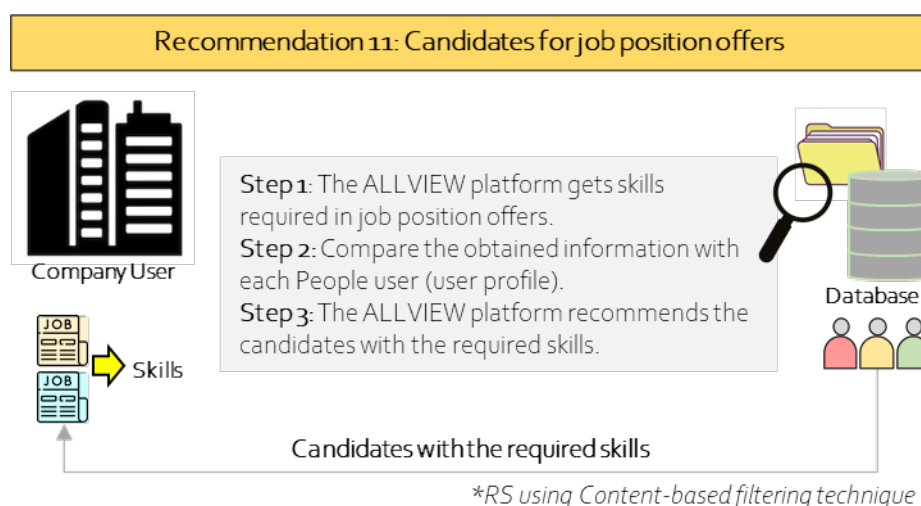 Recommendation 11: Candidates for job position offers
Company User
JOB
JOB
Skills
Step 1: The ALLVIEW platform gets skills
required in job position offers.
Step 2: Compare the obtained information with
each People user (user profile).
Step 3: The ALLVIEW platform recommends the
candidates with the required skills.
Database
Candidates with the required skills
*RS using Content-based filtering technique